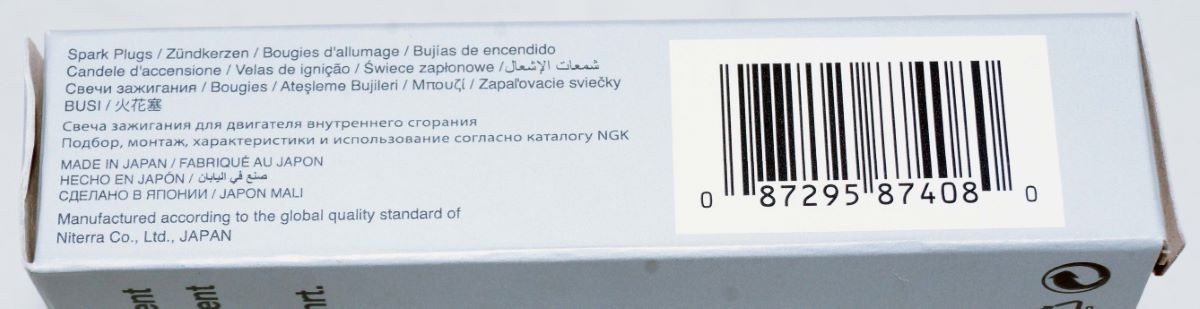 Spark Plugs / Zündkerzen / Bougies d'allumage / Bujías de encendido
Candele d'accensione / Velas de ignição / Świece zapłonowe / شمعات الإشعال
Свечи зажигания / Bougies / Ateşleme Bujileri / Μπουζί / Zapaľovacie sviečky
BUSI / 火花塞
Свеча зажигания для двигателя внутреннего сгорания
Подбор, монтаж, характеристики и использование согласно каталогу NGK
MADE IN JAPAN / FABRIQUÉ AU JAPON
HECHO EN JAPÓN / صنع في اليابان
СДЕЛАНО В ЯПОНИИ / JAPON MALI
Manufactured according to the global quality standard of
Niterra Co., Ltd., JAPAN
0 87295 87408 0